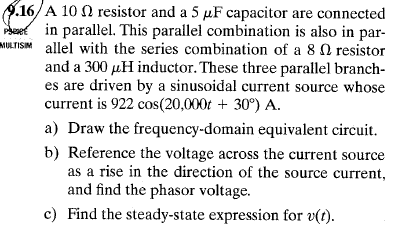 9.16 A 10 Ω resistor and a 5 μF capacitor are connected
PSPICE in parallel. This parallel combination is also in par-
MULTISIM allel with the series combination of a 8 Ω resistor
and a 300 μH inductor. These three parallel branch-
es are driven by a sinusoidal current source whose
current is 922 cos(20,000t + 30°) A.
a) Draw the frequency-domain equivalent circuit.
b) Reference the voltage across the current source
as a rise in the direction of the source current,
and find the phasor voltage.
c) Find the steady-state expression for v(t).